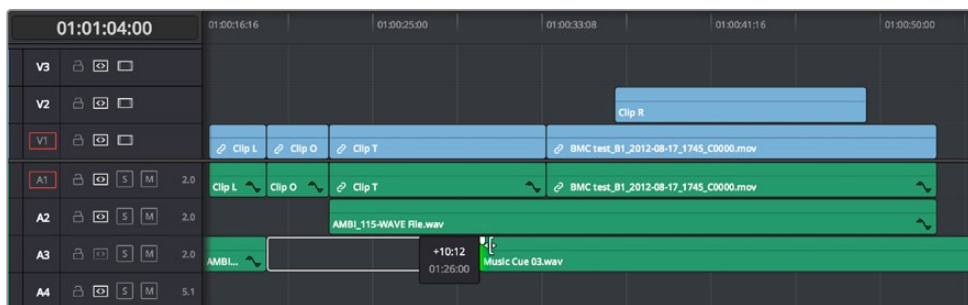 01:01:04:00
01:00:16:16 01:00:25:00 01:00:33:08 01:00:41:16 01:00:50:00
V3
V2
Clip R
V1
Clip L Clip O Clip T BMC test_B1_2012-08-17_1745_C0000.mov
A1 S M 2.0
Clip L Clip O Clip T BMC test_B1_2012-08-17_1745_C0000.mov
A2 S M 2.0
AMBI_115-WAVE File.wav
A3 S M 2.0
AMBI... Music Cue 03.wav
+10:12
01:26:00
A4 S M 5.1